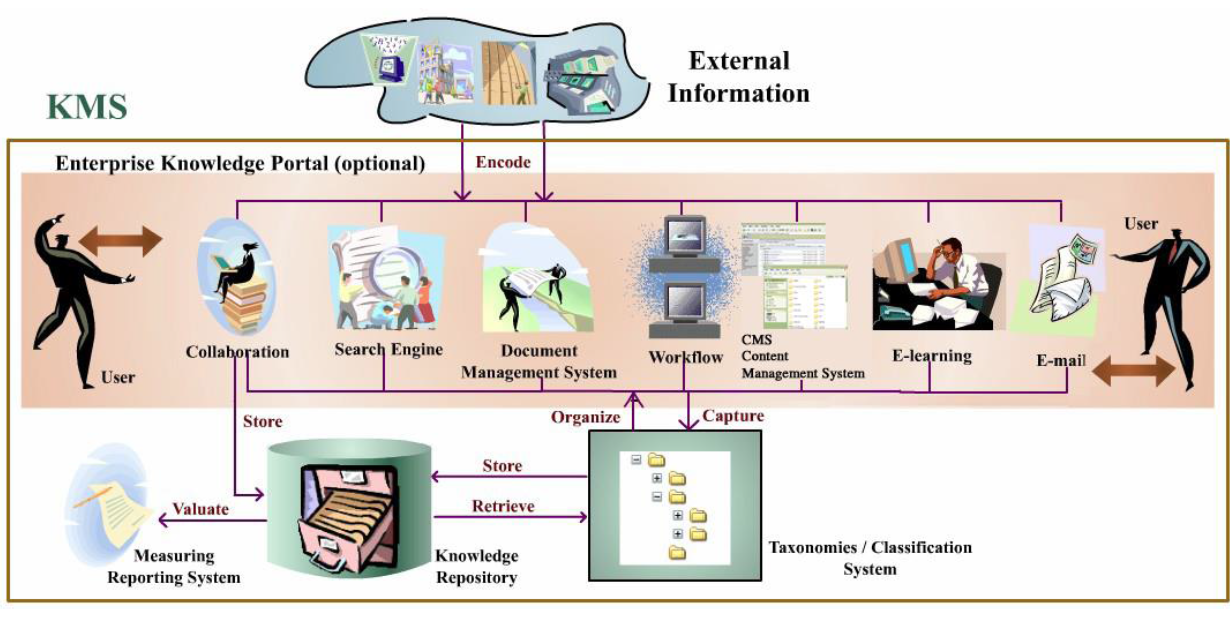 External
Information
KMS
Enterprise Knowledge Portal (optional)
Encode
User
User
Collaboration
Search Engine
Document
Management System
Workflow
CMS
Content
Management System
E-learning
E-mail
Store
Organize
Capture
Store
Retrieve
Valuate
Measuring
Reporting System
Knowledge
Repository
Taxonomies / Classification
System